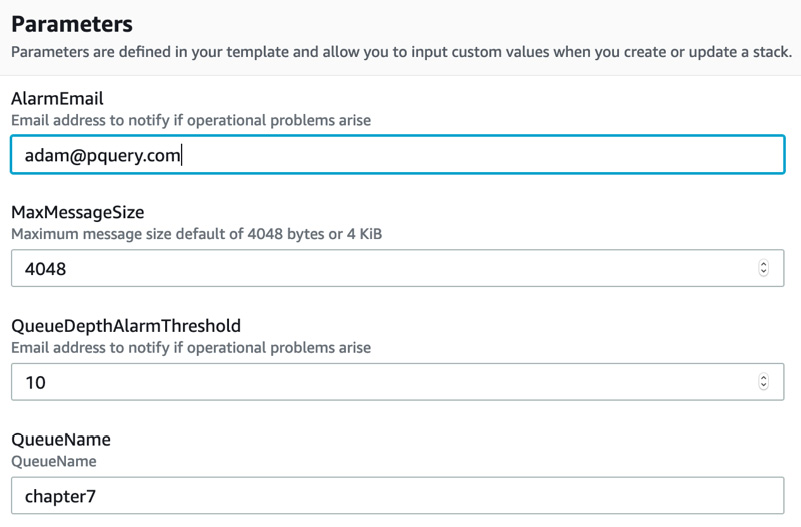 Parameters
Parameters are defined in your template and allow you to input custom values when you create or update a stack.
AlarmEmail
Email address to notify if operational problems arise
adam@pquery.com
MaxMessageSize
Maximum message size default of 4048 bytes or 4 KiB
4048
QueueDepthAlarmThreshold
Email address to notify if operational problems arise
10
QueueName
QueueName
chapter7